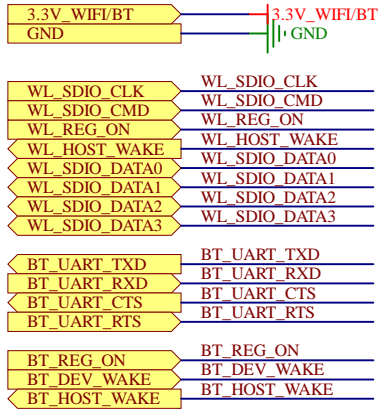 3.3V_WIFI/BT 3.3V_WIFI/BT
GND GND
WL_SDIO_CLK WL_SDIO_CLK
WL_SDIO_CMD WL_SDIO_CMD
WL_REG_ON WL_REG_ON
WL_HOST_WAKE WL_HOST_WAKE
WL_SDIO_DATA0 WL_SDIO_DATA0
WL_SDIO_DATA1 WL_SDIO_DATA1
WL_SDIO_DATA2 WL_SDIO_DATA2
WL_SDIO_DATA3 WL_SDIO_DATA3
BT_UART_TXD BT_UART_TXD
BT_UART_RXD BT_UART_RXD
BT_UART_CTS BT_UART_CTS
BT_UART_RTS BT_UART_RTS
BT_REG_ON BT_REG_ON
BT_DEV_WAKE BT_DEV_WAKE
BT_HOST_WAKE BT_HOST_WAKE